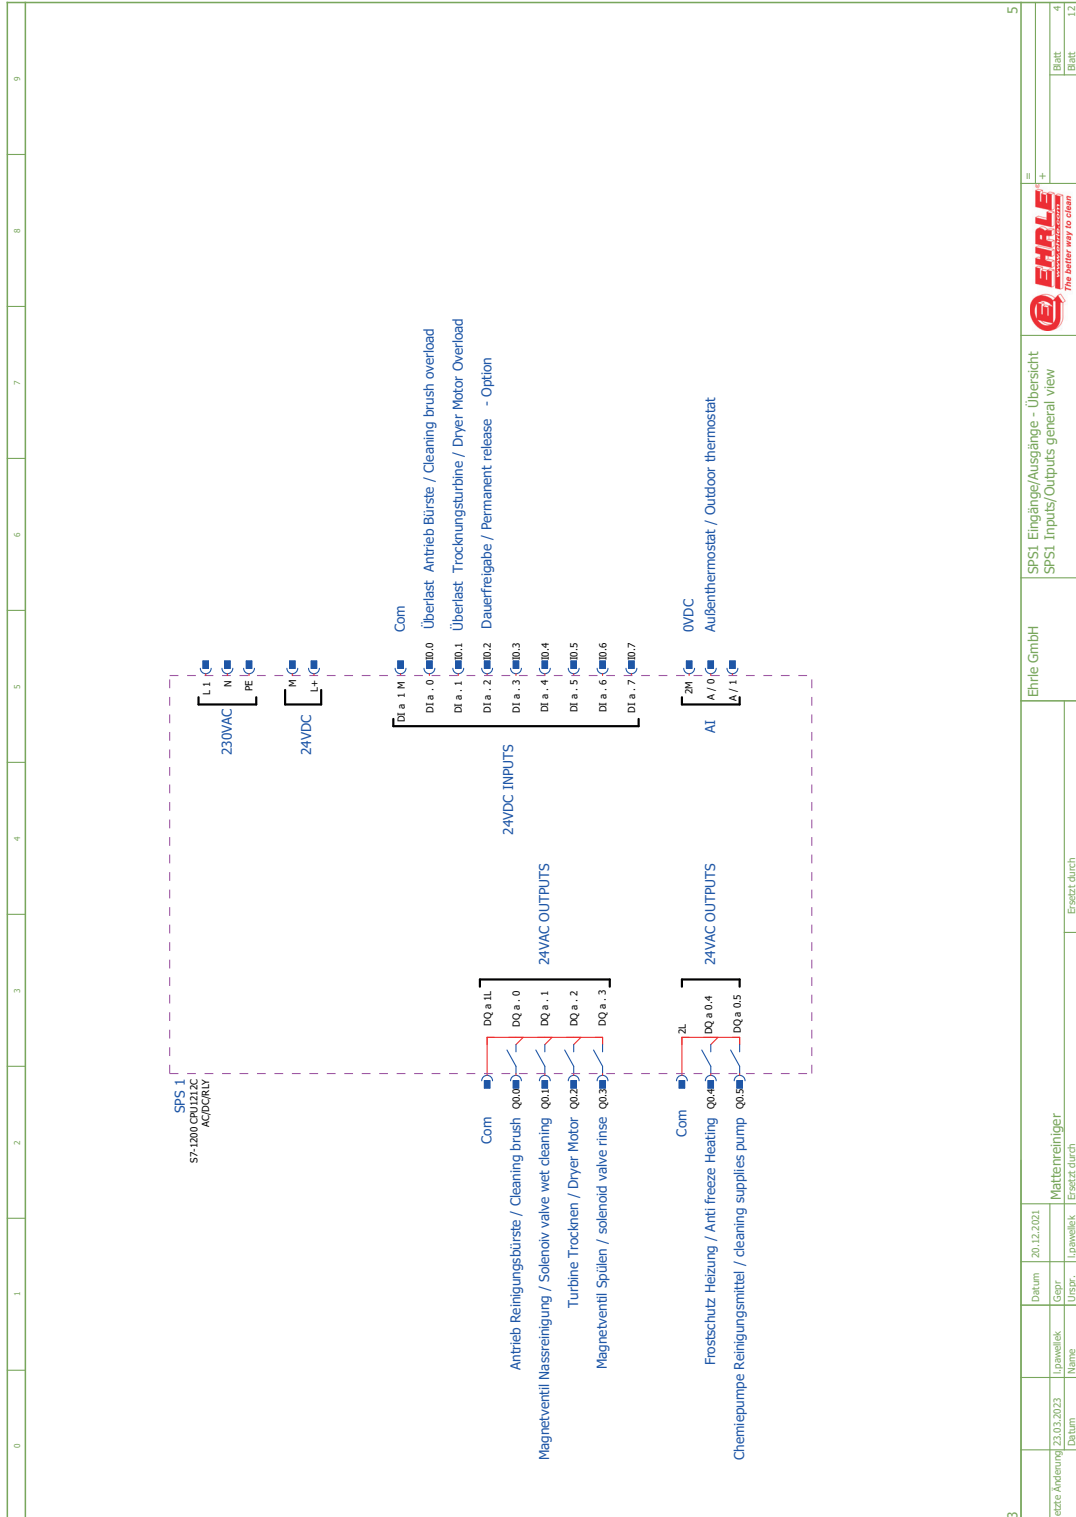 0
1
2
3
4
5
6
7
8
9
SPS 1
S7-1200 CPU1212C
AC/DC/RLY
L 1
N
PE
230VAC
M
L+
24VDC
DI a 1 M
Com
DI a . 0
I0.0
Überlast Antrieb Bürste / Cleaning brush overload
DI a . 1
I0.1
Überlast Trocknungsturbine / Dryer Motor Overload
DI a . 2
I0.2
Dauerfreigabe / Permanent release - Option
DI a . 3
I0.3
DI a . 4
I0.4
DI a . 5
I0.5
DI a . 6
I0.6
DI a . 7
I0.7
24VDC INPUTS
2M
0VDC
A / 0
Außenthermostat / Outdoor thermostat
A / 1
AI
Com
DQ a 1L
Antrieb Reinigungsbürste / Cleaning brush
Q0.0
DQ a . 0
Magnetventil Nassreinigung / Solenoiv valve wet cleaning
Q0.1
DQ a . 1
Turbine Trocknen / Dryer Motor
Q0.2
DQ a . 2
Magnetventil Spülen / solenoid valve rinse
Q0.3
DQ a . 3
24VAC OUTPUTS
Com
2L
Frostschutz Heizung / Anti freeze Heating
Q0.4
DQ a 0.4
Chemiepumpe Reinigungsmittel / cleaning supplies pump
Q0.5
DQ a 0.5
24VAC OUTPUTS
3
5
etzte Änderung
23.03.2023
l.pawellek
Datum
Name
Datum
20.12.2021
Gepr
Urspr.
l.pawellek
Mattenreiniger
Ersetzt durch
Ersetzt durch
Ehrle GmbH
SPS1 Eingänge/Ausgänge - Übersicht
SPS1 Inputs/Outputs general view
E EHRLE
The better way to clean
=
+
Blatt 4
Blatt 12